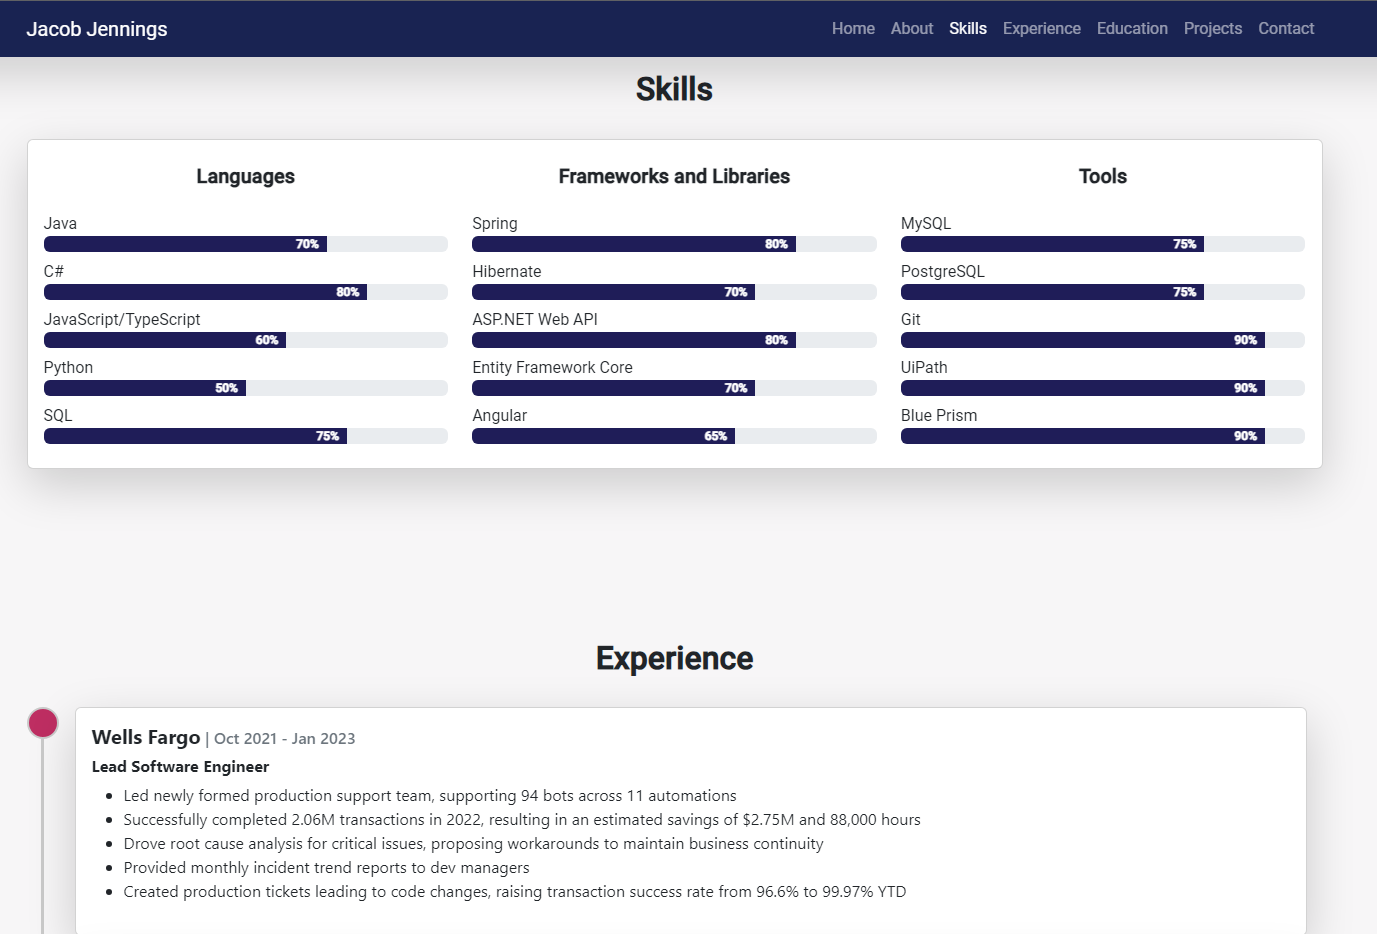 Jacob Jennings
Home About Skills Experience Education Projects Contact
Skills
Languages
Java
70%
C#
80%
JavaScript/TypeScript
60%
Python
50%
SQL
75%
Frameworks and Libraries
Spring
80%
Hibernate
70%
ASP.NET Web API
80%
Entity Framework Core
70%
Angular
65%
Tools
MySQL
75%
PostgreSQL
75%
Git
90%
UiPath
90%
Blue Prism
90%
Experience
Wells Fargo | Oct 2021 - Jan 2023
Lead Software Engineer
• Led newly formed production support team, supporting 94 bots across 11 automations
• Successfully completed 2.06M transactions in 2022, resulting in an estimated savings of $2.75M and 88,000 hours
• Drove root cause analysis for critical issues, proposing workarounds to maintain business continuity
• Provided monthly incident trend reports to dev managers
• Created production tickets leading to code changes, raising transaction success rate from 96.6% to 99.97% YTD